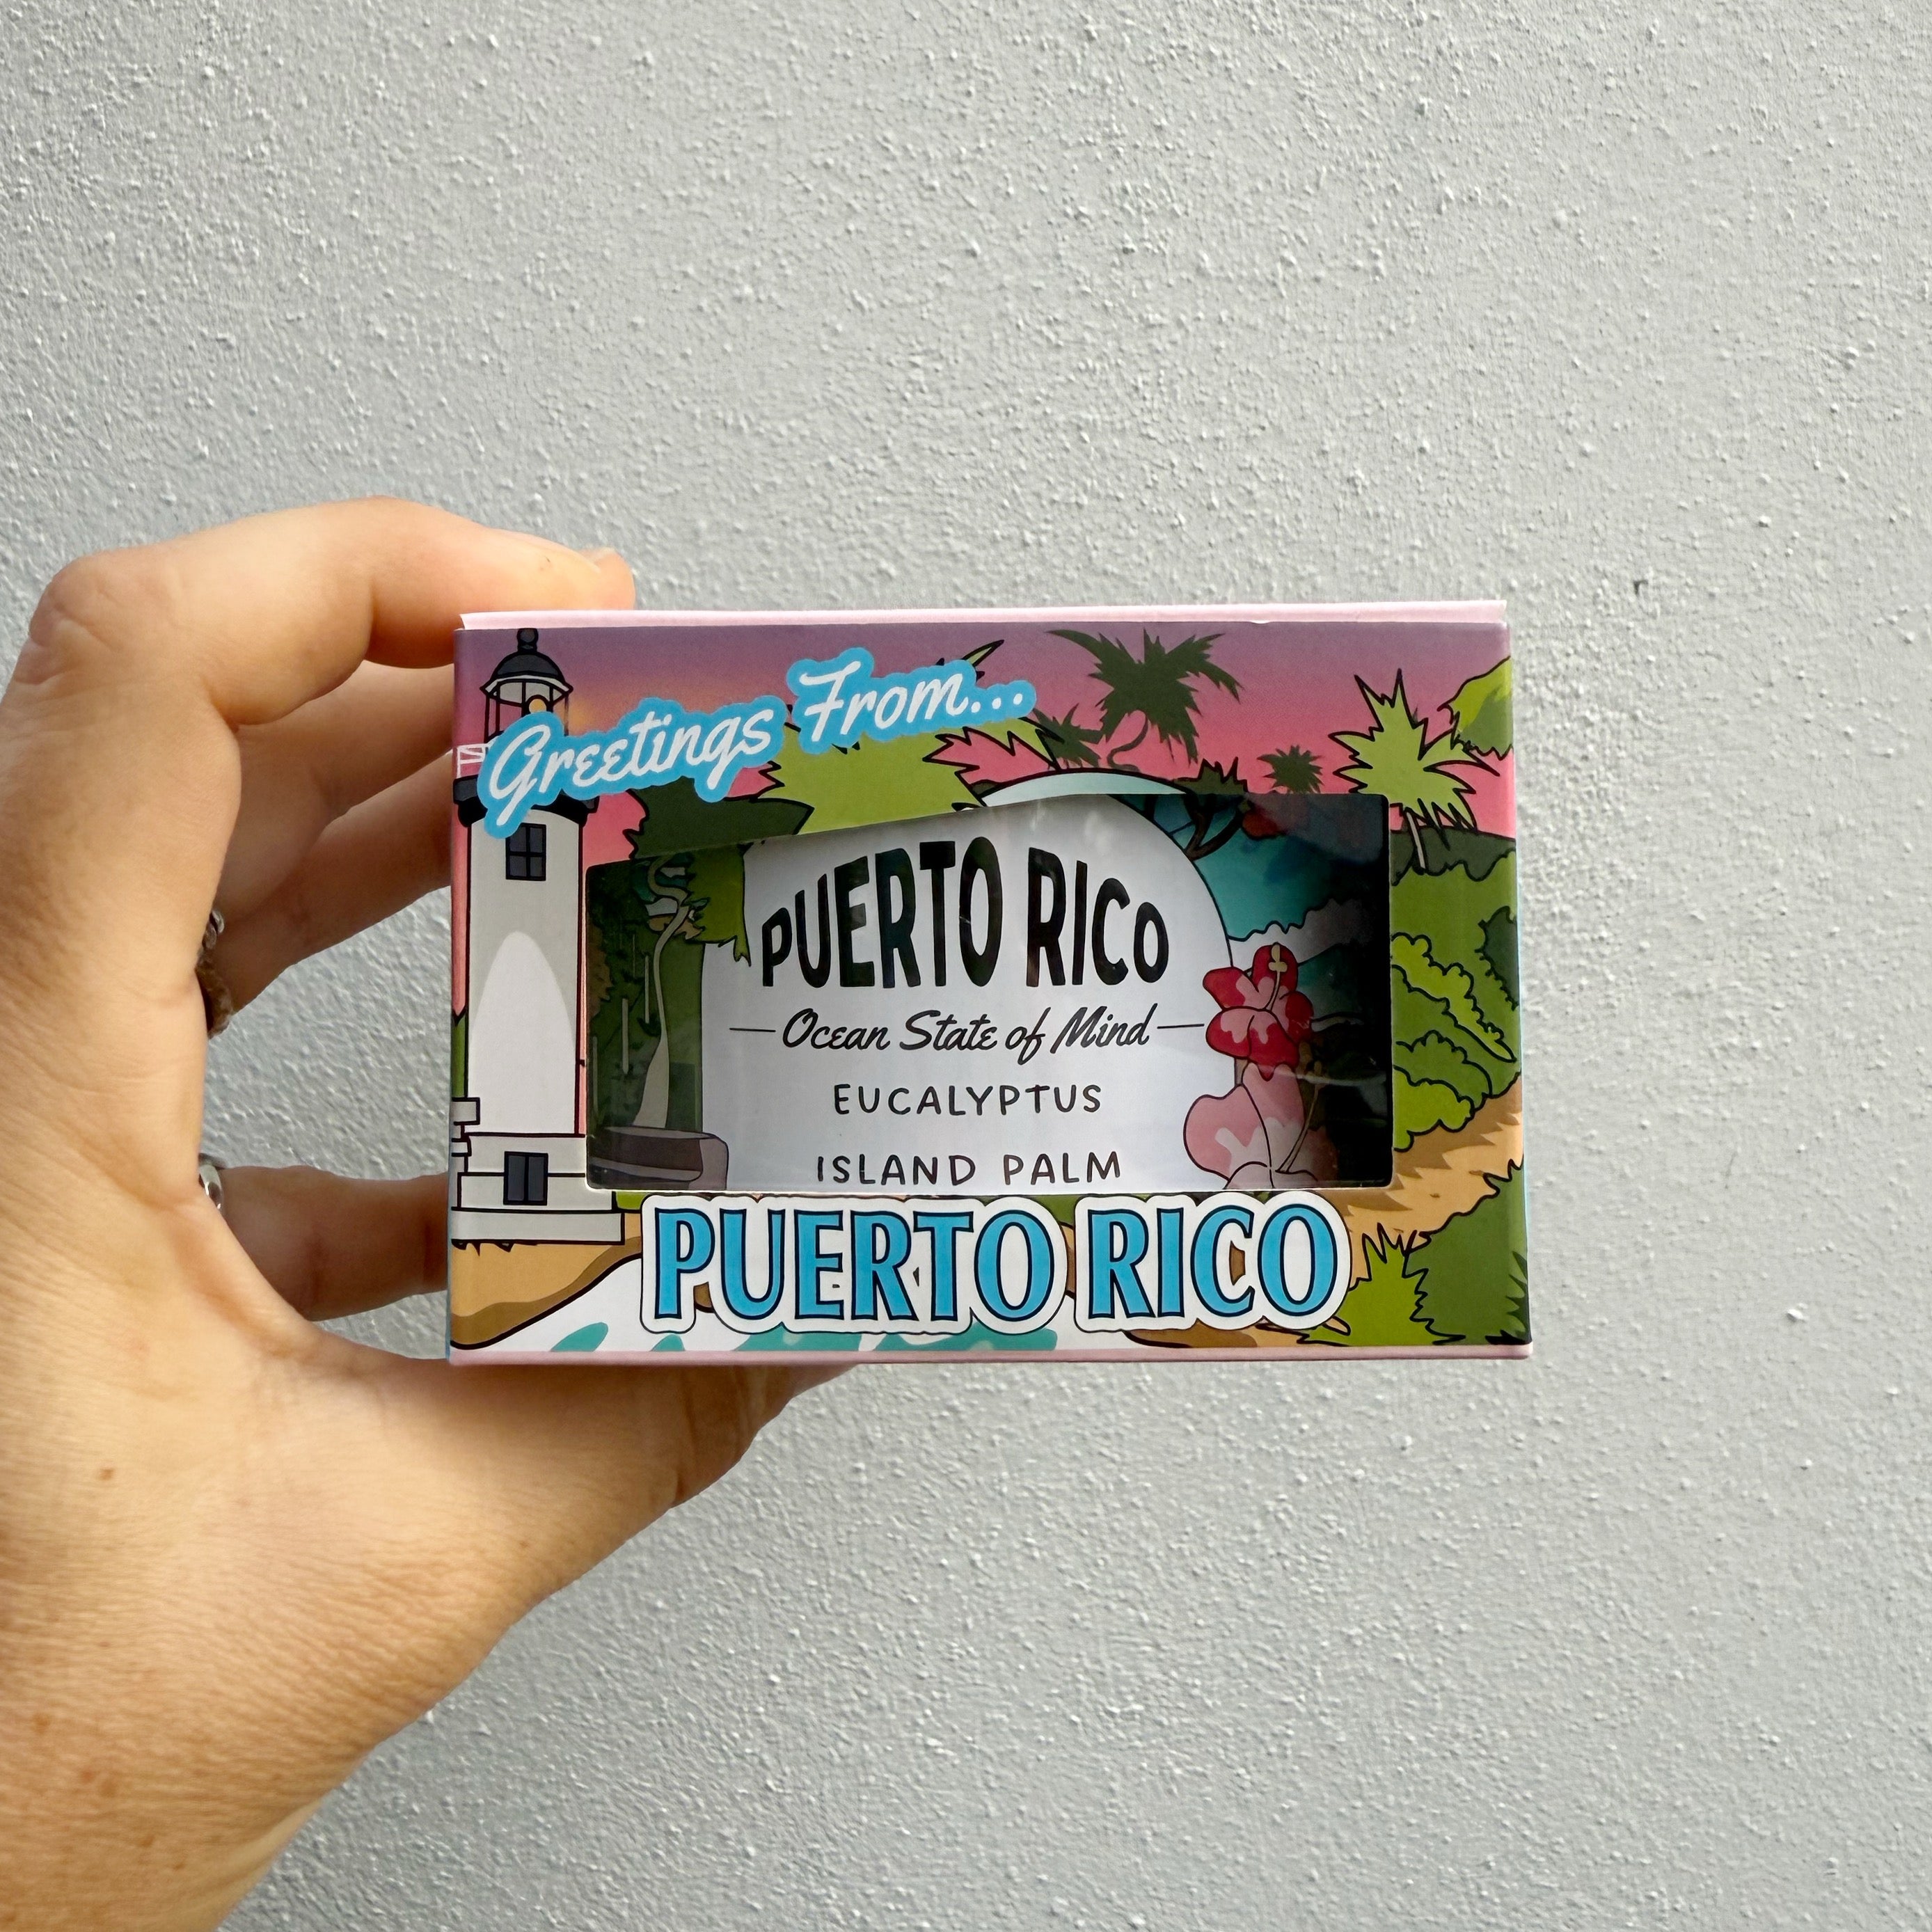 Greetings From...
PUERTO RICO
Ocean State of Mind
EUCALYPTUS
ISLAND PALM
PUERTO RICO